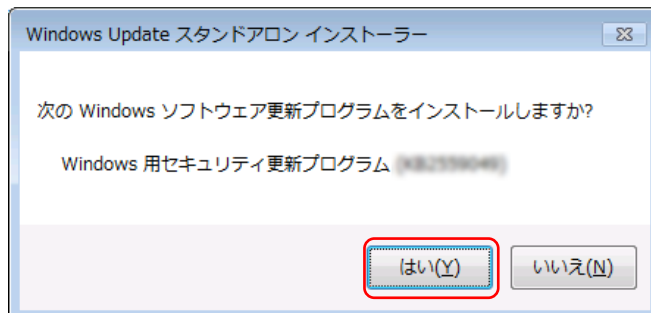 Windows Update スタンドアロン インストーラー
次の Windows ソフトウェア更新プログラムをインストールしますか?
Windows 用セキュリティ更新プログラム
はい(Y) いいえ(N)